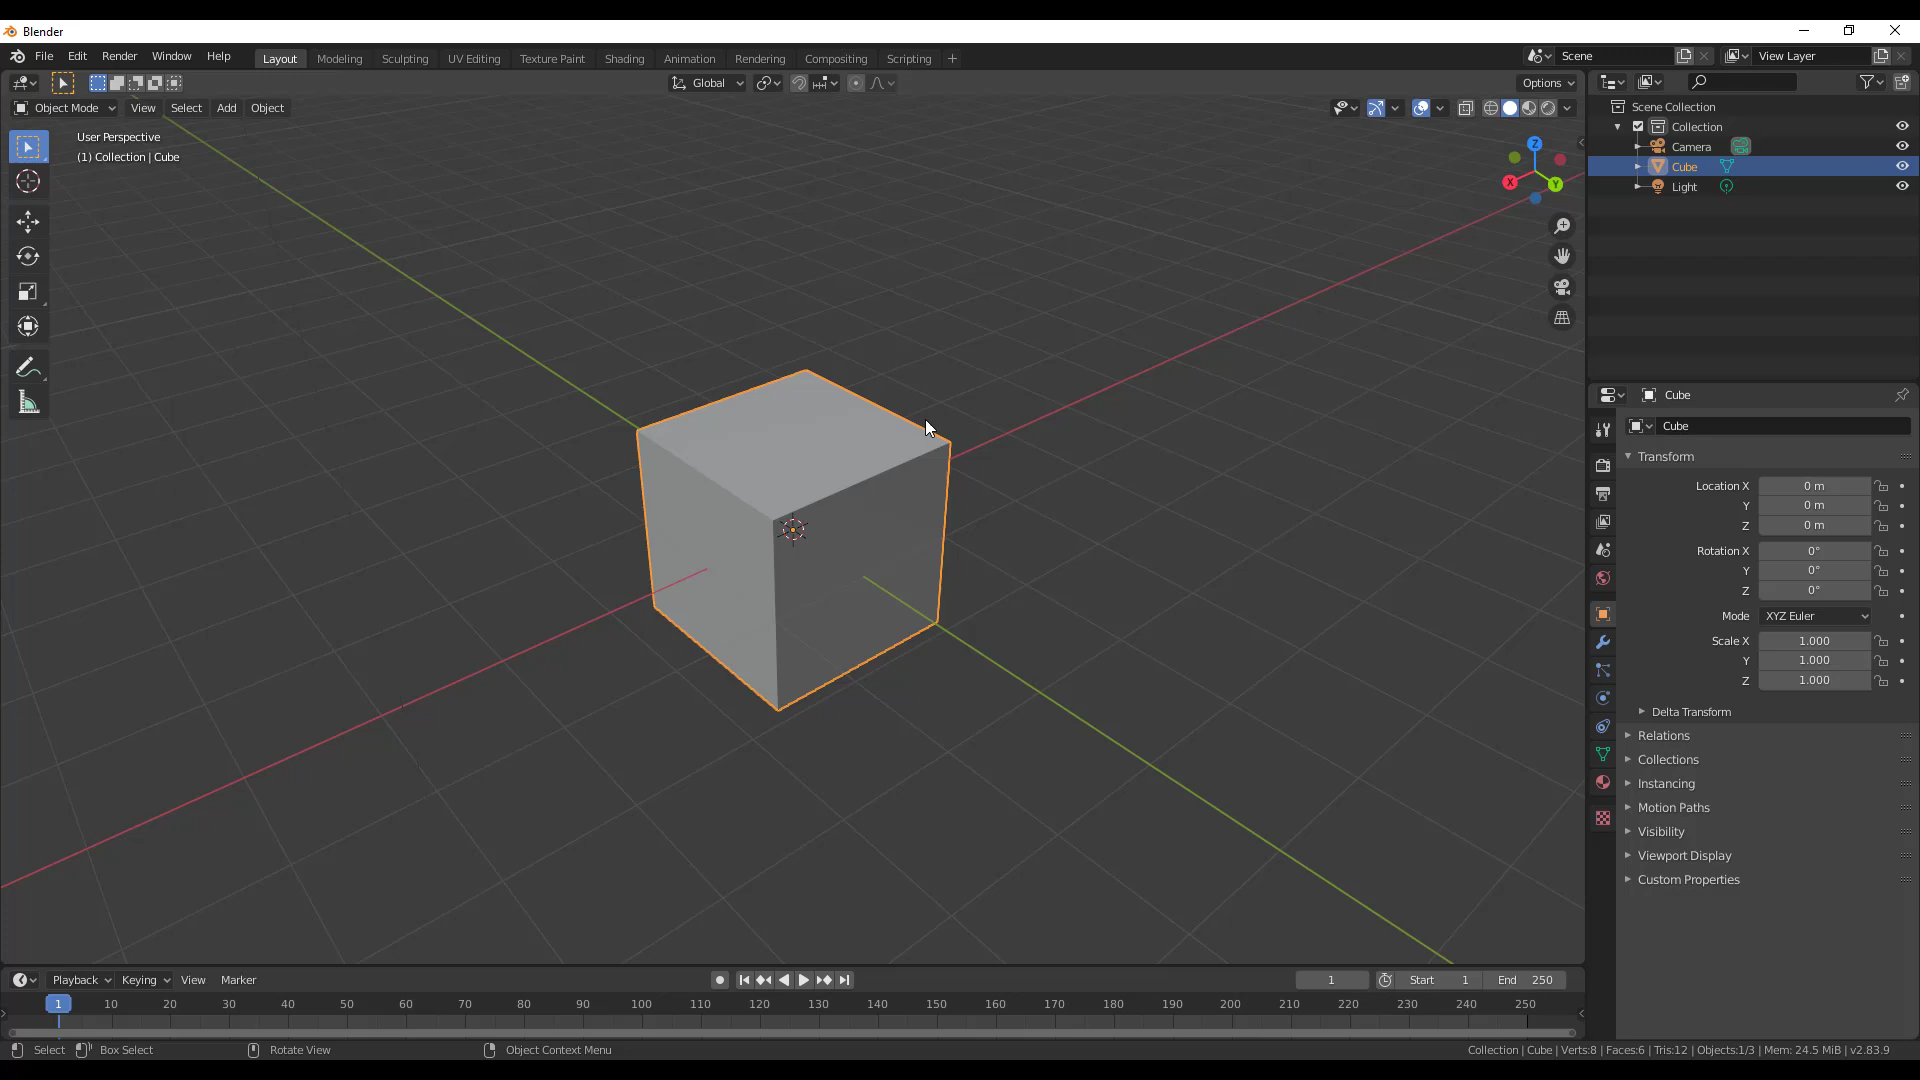 Blender
File Edit Render Window Help Layout Modeling Sculpting UV Editing Texture Paint Shading Animation Rendering Compositing Scripting + Scene View Layer
Global Options
Object Mode View Select Add Object
User Perspective
(1) Collection | Cube
Z
X Y
Scene Collection
Collection
Camera
Cube
Light
Cube
Cube
Transform
Location X 0 m
Y 0 m
Z 0 m
Rotation X 0°
Y 0°
Z 0°
Mode XYZ Euler
Scale X 1.000
Y 1.000
Z 1.000
Delta Transform
Relations
Collections
Instancing
Motion Paths
Visibility
Viewport Display
Custom Properties
Playback Keying View Marker 1 Start 1 End 250
1 10 20 30 40 50 60 70 80 90 100 110 120 130 140 150 160 170 180 190 200 210 220 230 240 250
Select Box Select Rotate View Object Context Menu Collection | Cube | Verts:8 | Faces:6 | Tris:12 | Objects:1/3 | Mem: 24.5 MiB | v2.83.9